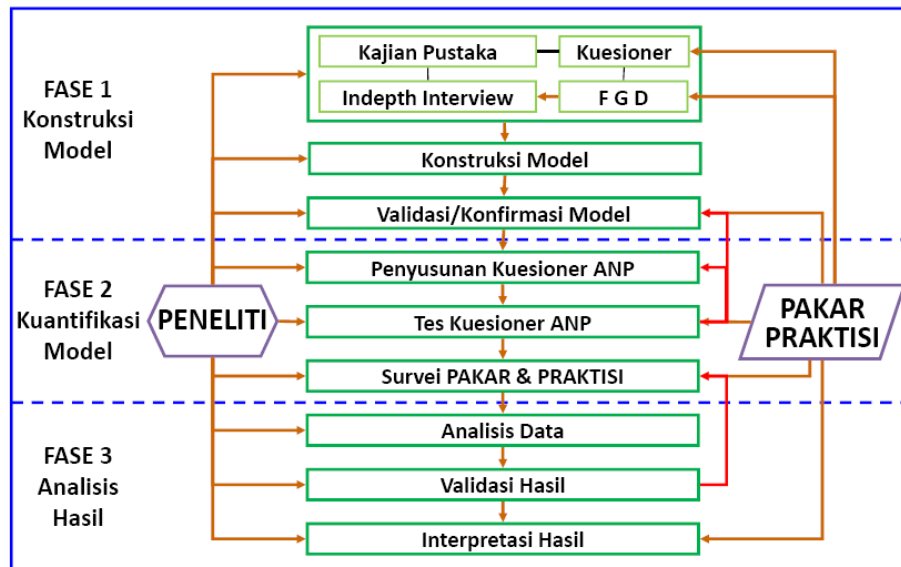 FASE 1
Konstruksi
Model
Kajian Pustaka
Kuesioner
Indepth Interview
F G D
Konstruksi Model
Validasi/Konfirmasi Model
FASE 2
Kuantifikasi
Model
PENELITI
Penyusunan Kuesioner ANP
Tes Kuesioner ANP
Survei PAKAR & PRAKTISI
PAKAR
PRAKTISI
FASE 3
Analisis
Hasil
Analisis Data
Validasi Hasil
Interpretasi Hasil